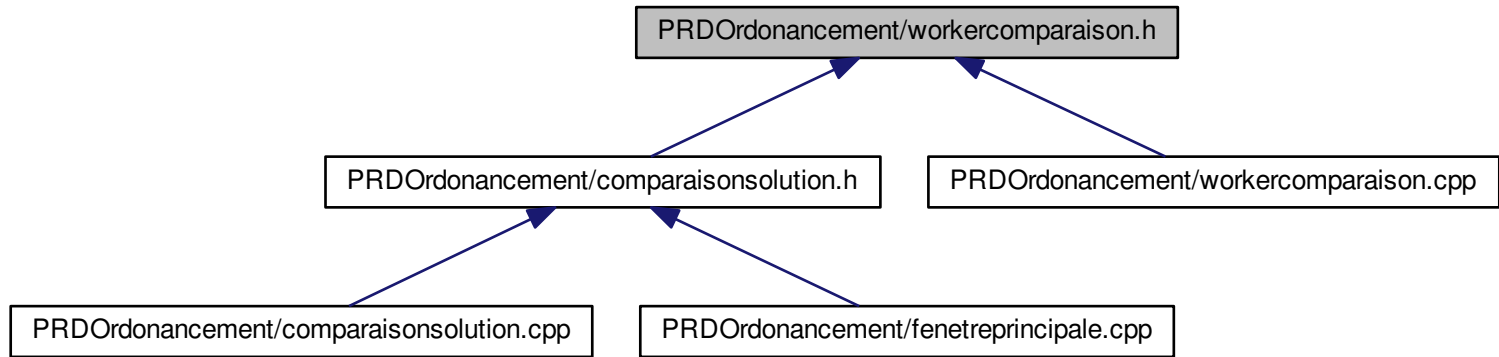 PRDOrdonancement/workercomparaison.h
PRDOrdonancement/comparaisonsolution.h
PRDOrdonancement/workercomparaison.cpp
PRDOrdonancement/comparaisonsolution.cpp
PRDOrdonancement/fenetreprincipale.cpp